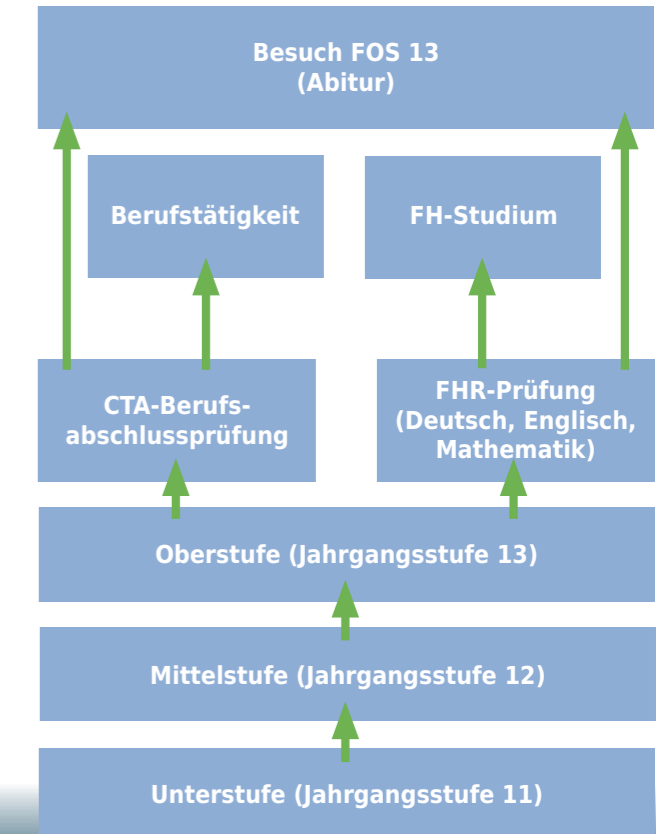 Besuch FOS 13
(Abitur)
Berufstätigkeit
FH-Studium
CTA-Berufs-
abschlussprüfung
FHR-Prüfung
(Deutsch, Englisch,
Mathematik)
Oberstufe (Jahrgangsstufe 13)
Mittelstufe (Jahrgangsstufe 12)
Unterstufe (Jahrgangsstufe 11)